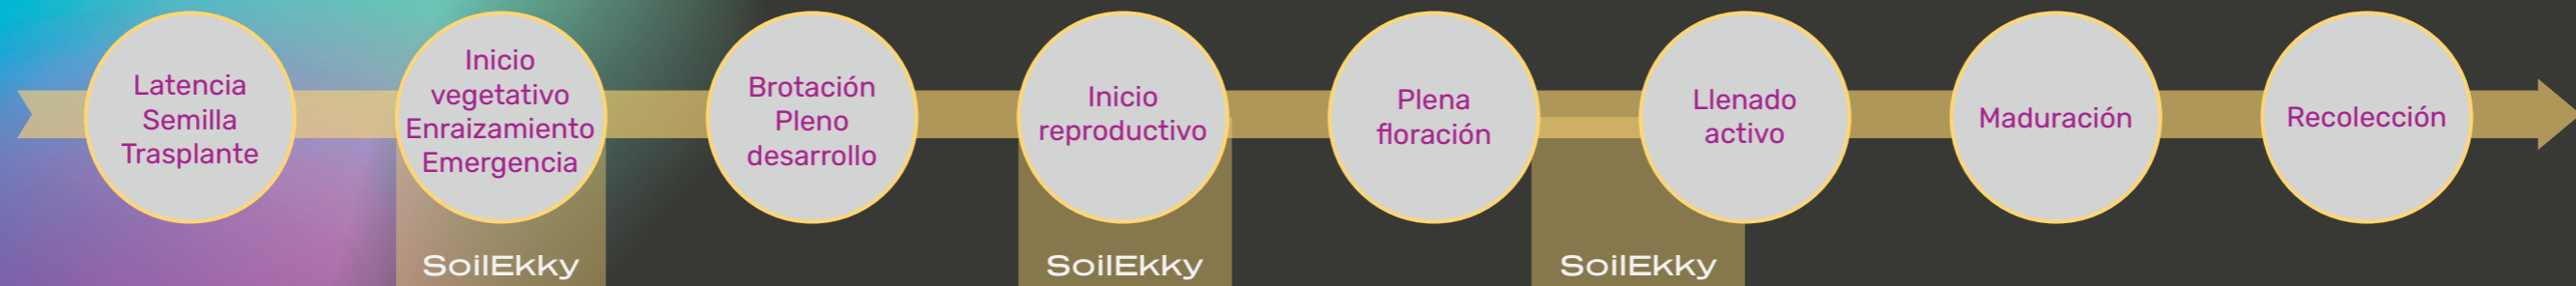 Latencia
Semilla
Trasplante
Inicio
vegetativo
Enraizamiento
Emergencia
Brotación
Pleno
desarrollo
Inicio
reproductivo
Plena
floración
Llenado
activo
Maduración
Recolección
SoilEkky
SoilEkky
SoilEkky